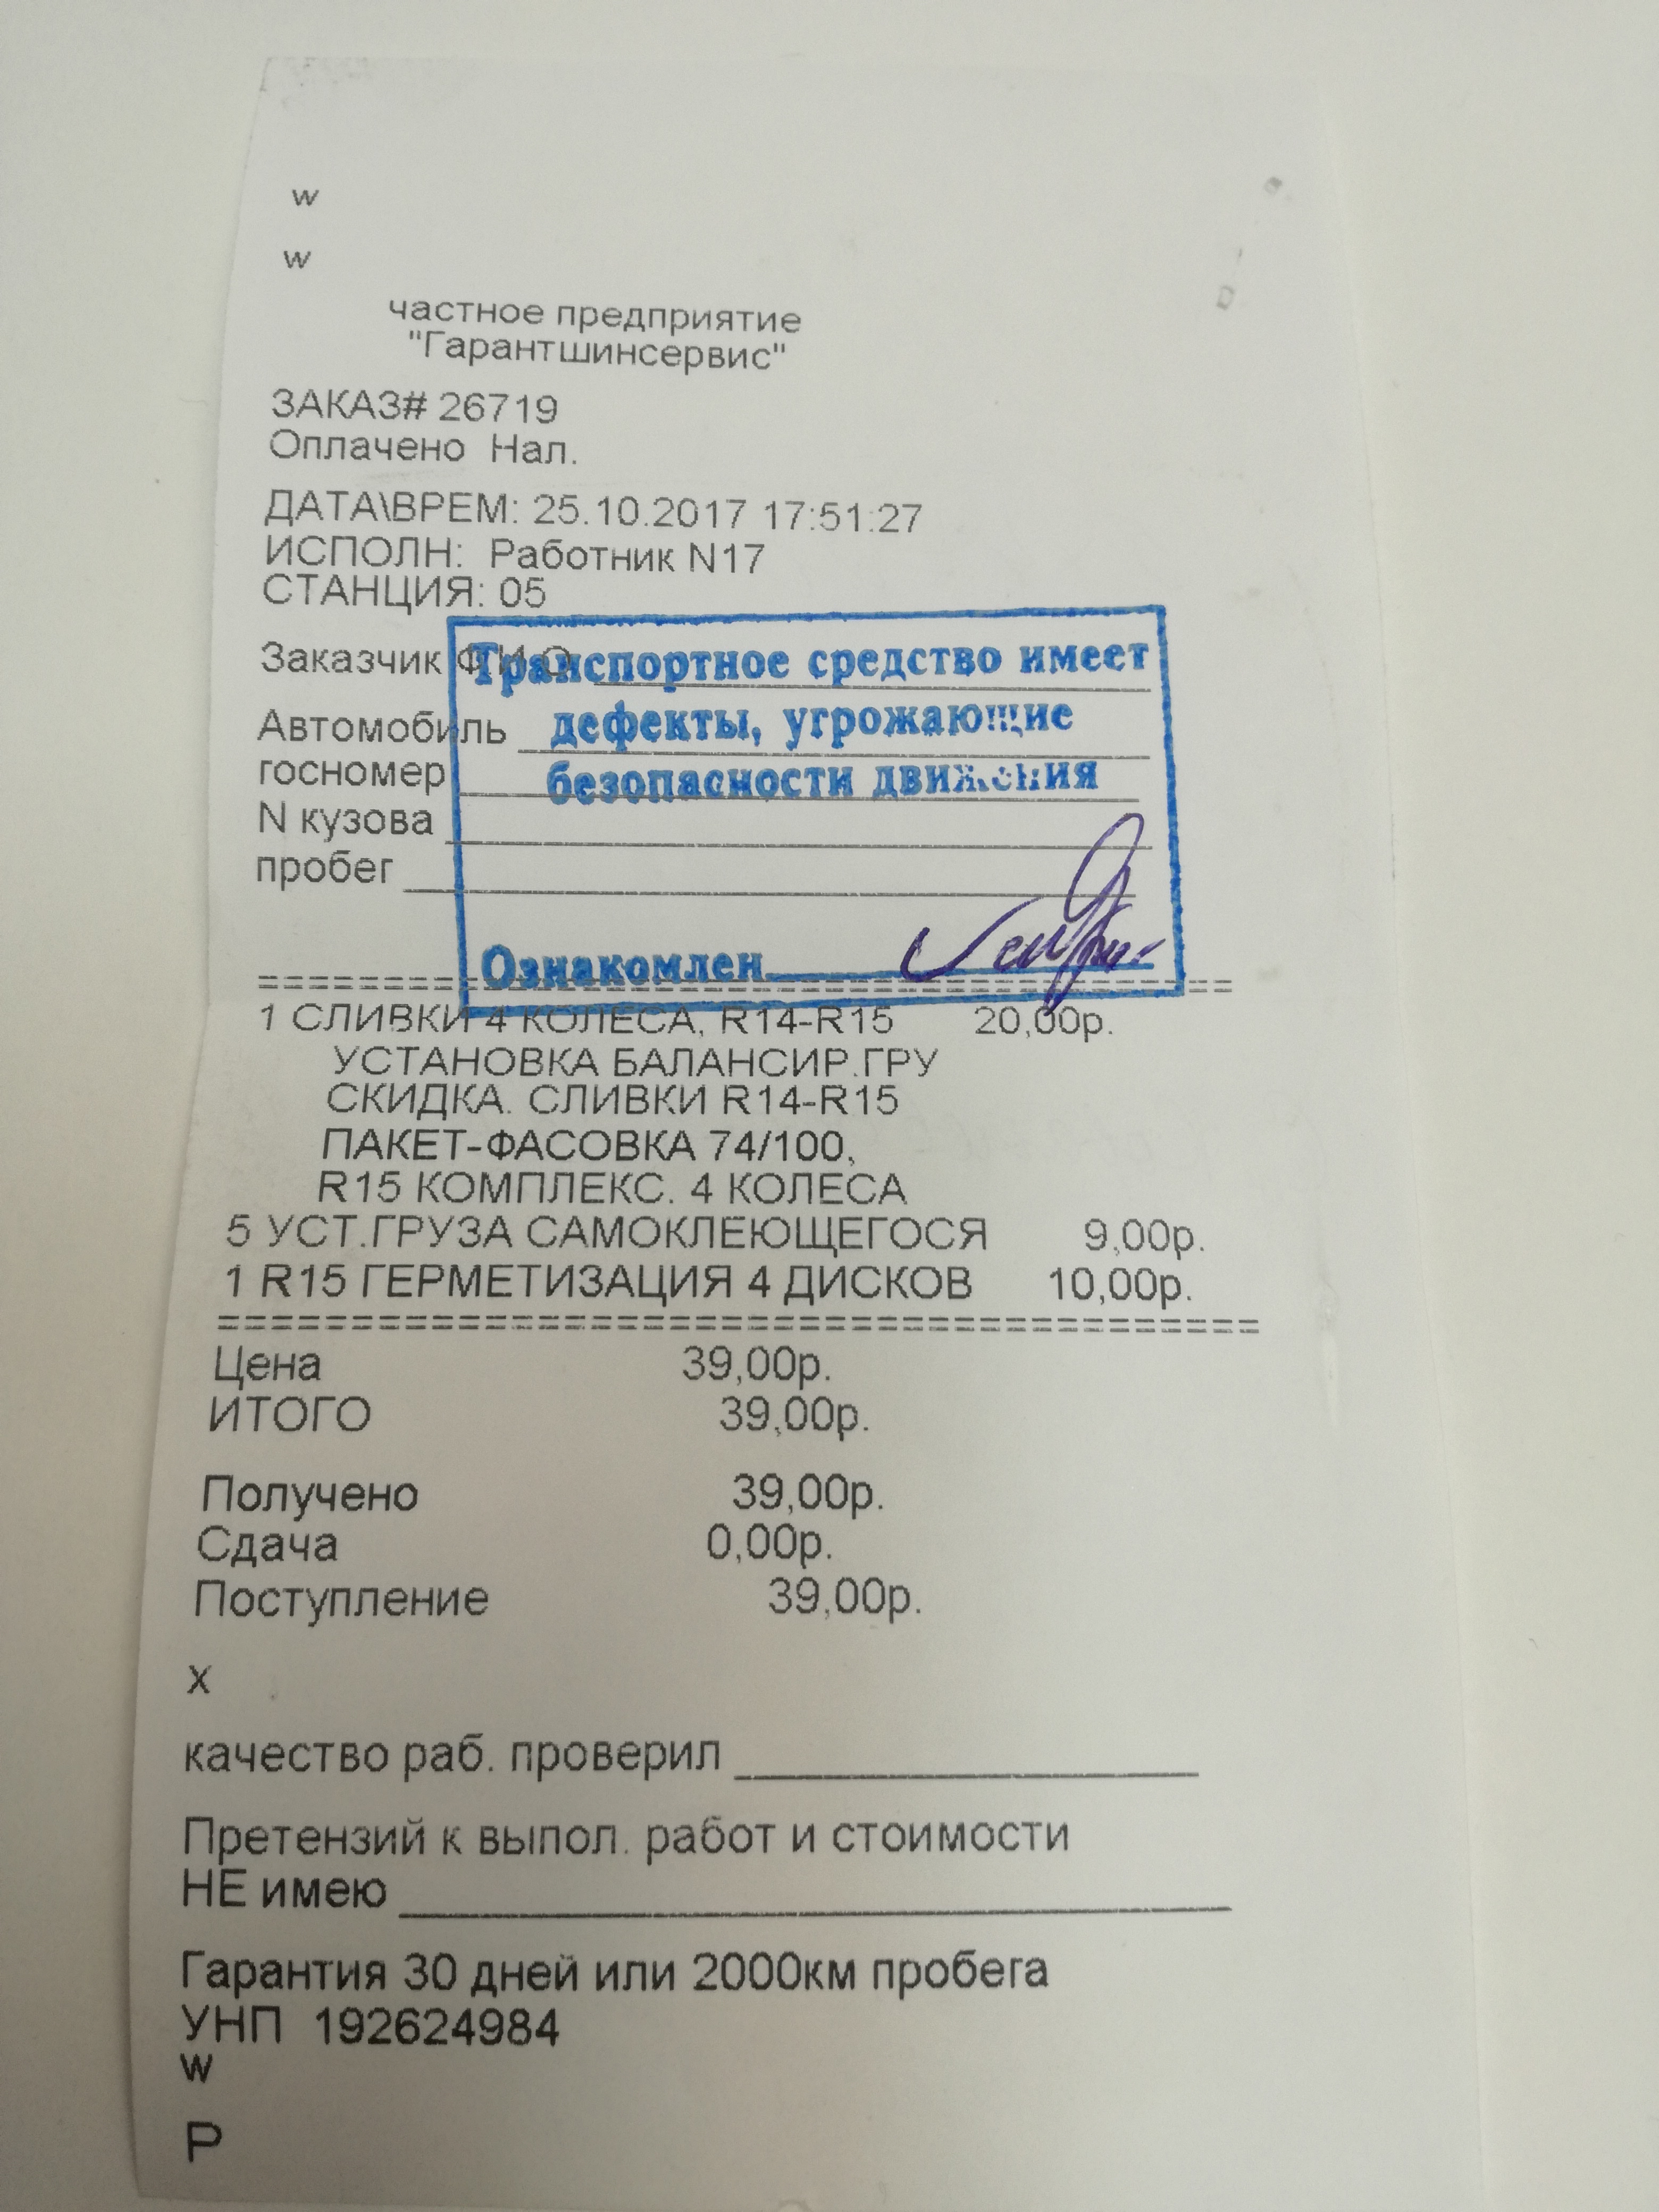 w
w
частное предприятие
"Гарантшинсервис"
ЗАКАЗ# 26719
Оплачено Нал.
ДАТА\ВРЕМ: 25.10.2017 17:51:27
ИСПОЛН: Работник N17
СТАНЦИЯ: 05
Заказчик Ф.И.О.
Транспортное средство имеет
дефекты, угрожающие
безопасности движения
Автомобиль
госномер
N кузова
пробег
Ознакомлен
1 СЛИВКИ 4 КОЛЕСА, R14-R15 20,00р.
УСТАНОВКА БАЛАНСИР.ГРУ
СКИДКА. СЛИВКИ R14-R15
ПАКЕТ-ФАСОВКА 74/100,
R15 КОМПЛЕКС. 4 КОЛЕСА
5 УСТ.ГРУЗА САМОКЛЕЮЩЕГОСЯ 9,00р.
1 R15 ГЕРМЕТИЗАЦИЯ 4 ДИСКОВ 10,00р.
Цена 39,00р.
ИТОГО 39,00р.
Получено 39,00р.
Сдача 0,00р.
Поступление 39,00р.
x
качество раб. проверил
Претензий к выпол. работ и стоимости
НЕ имею
Гарантия 30 дней или 2000км пробега
УНП 192624984
w
P